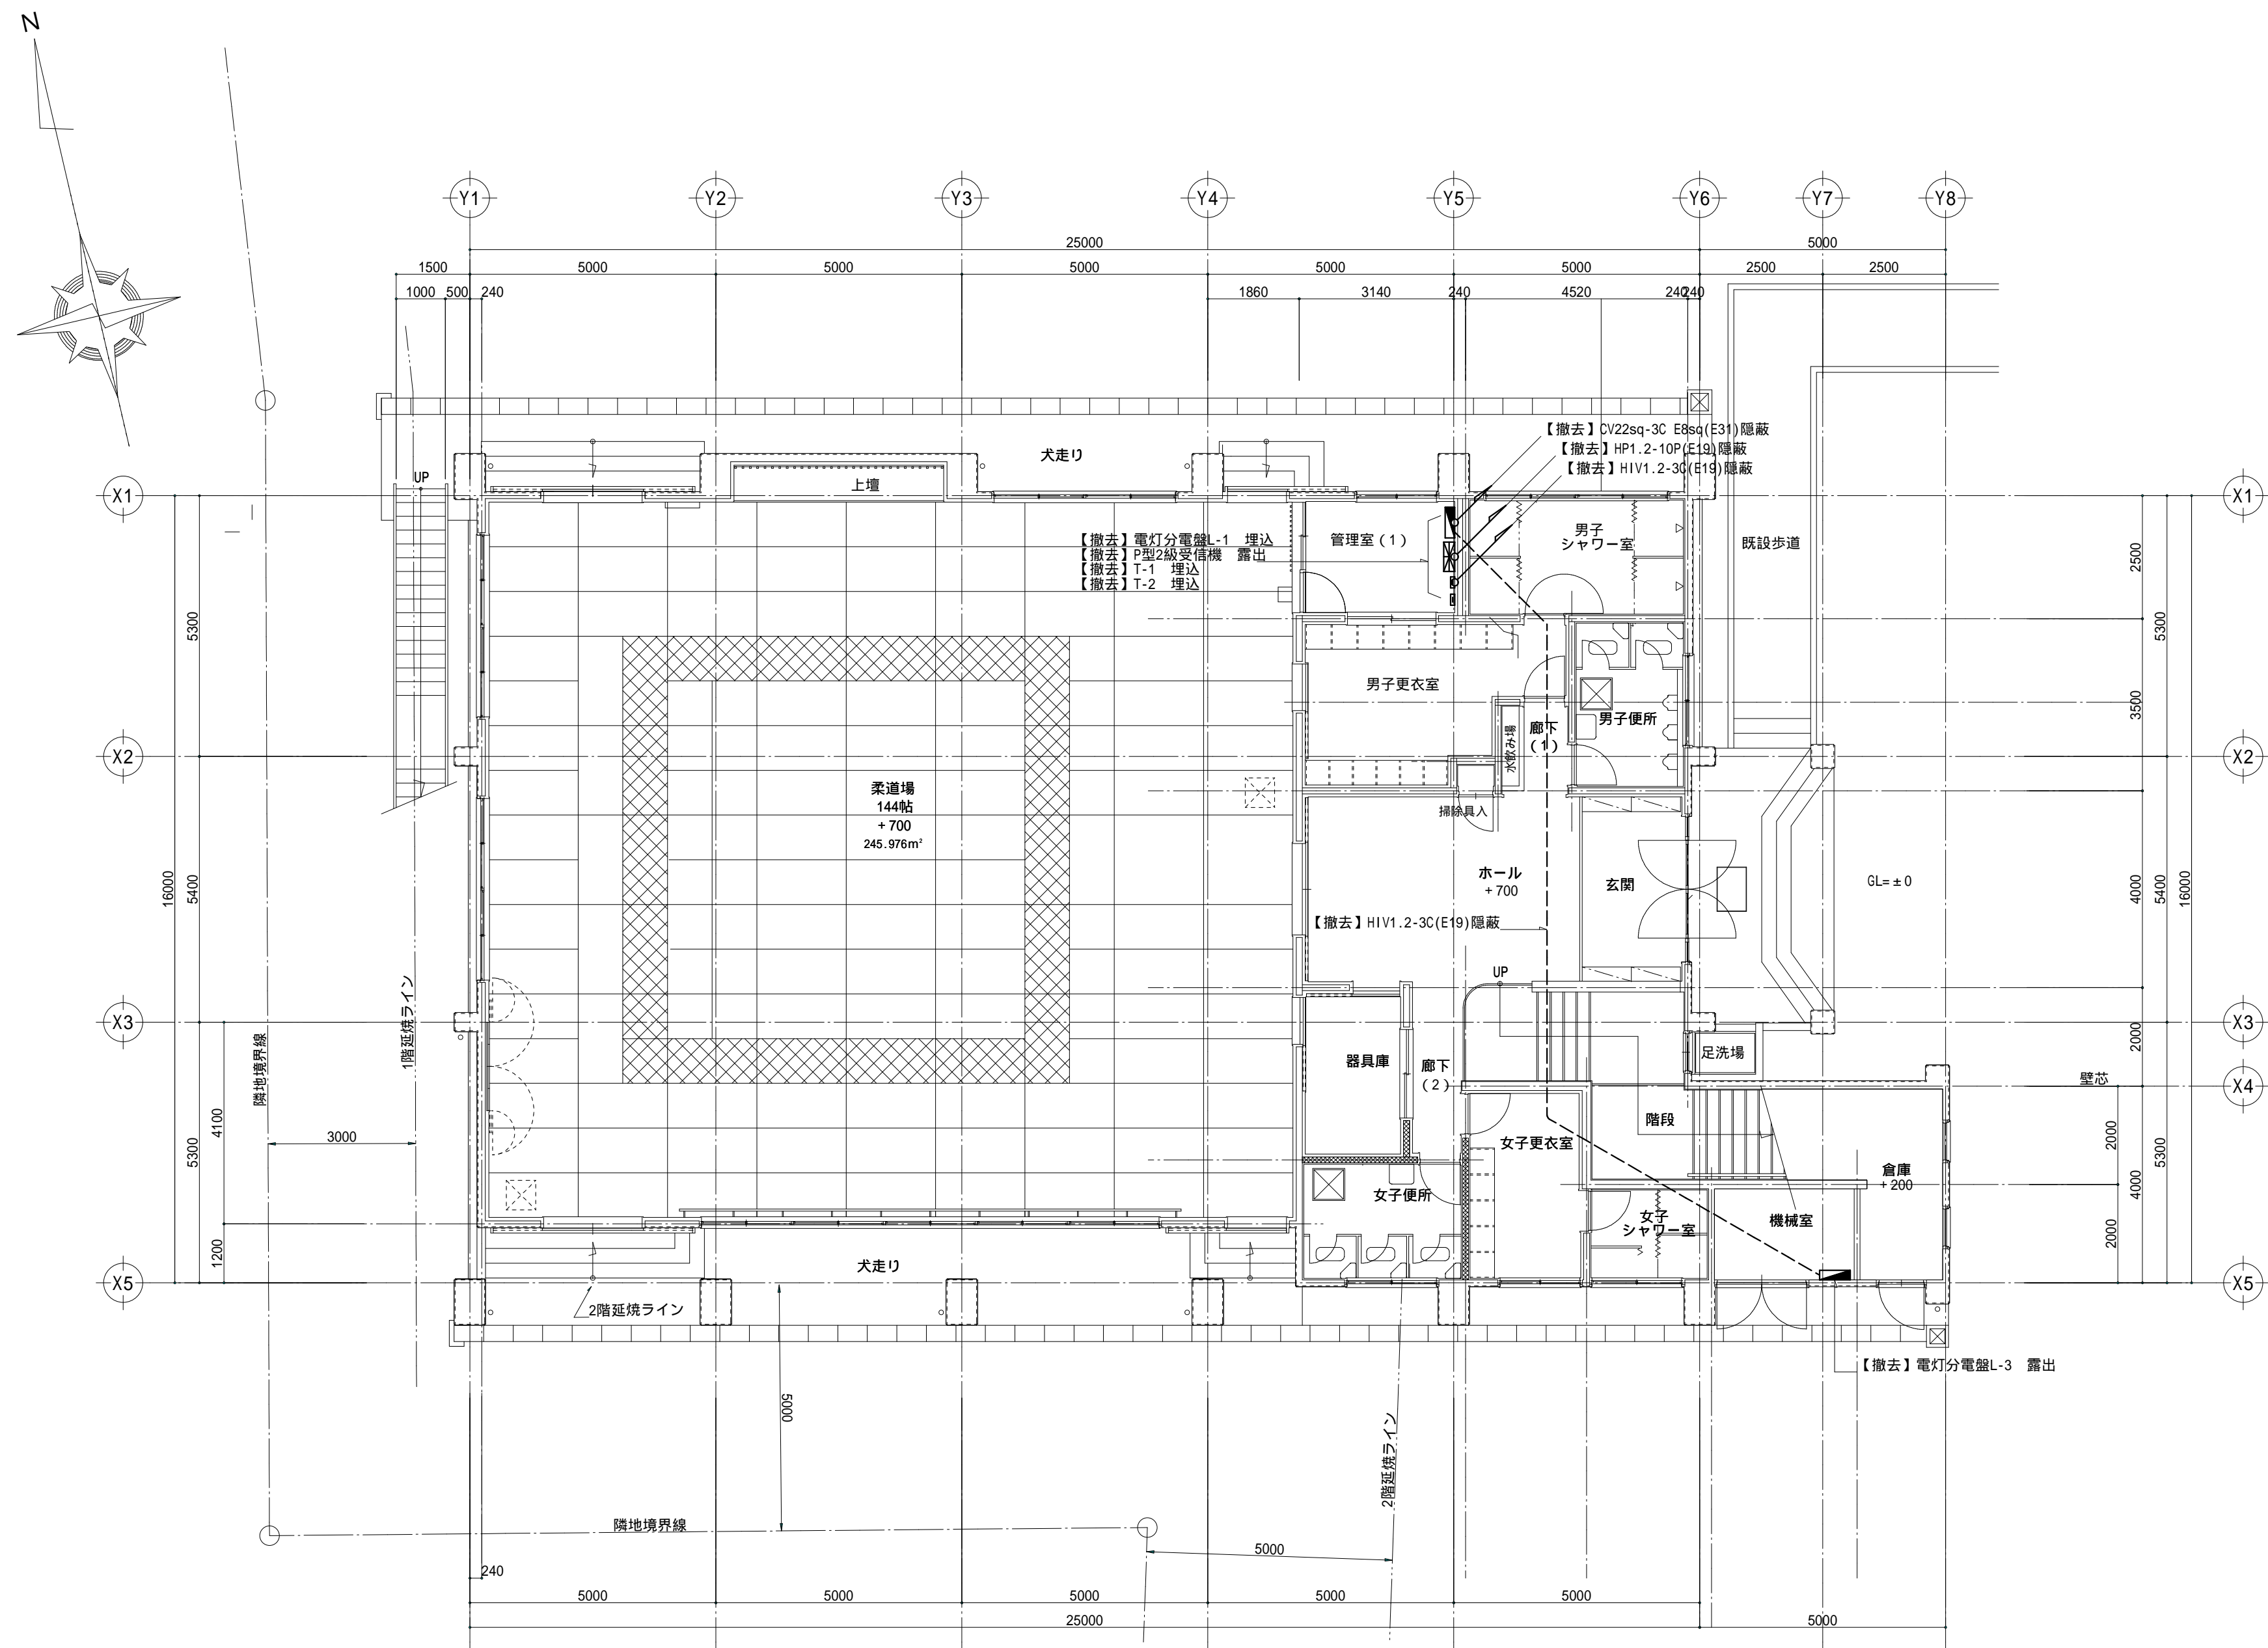 N
Y1
Y2
Y3
Y4
Y5
Y6
Y7
Y8
25000
5000
1500
5000
5000
5000
5000
5000
2500
2500
1000
500
240
1860
3140
240
4520
240
240
【撤去】CV22sq-3C E8sq(E31)隠蔽
【撤去】HP1.2-10P(E19)隠蔽
【撤去】HIV1.2-3C(E19)隠蔽
犬走り
UP
上壇
X1
X1
【撤去】電灯分電盤L-1 埋込
【撤去】P型2級受信機 露出
【撤去】T-1 埋込
【撤去】T-2 埋込
管理室(1)
男子
シャワー室
既設歩道
2500
5300
5300
男子更衣室
3500
男子便所
廊下
(1)
水飲み場
X2
X2
柔道場
144帖
+700
245.976m²
掃除具入
16000
5400
ホール
+700
玄関
GL=±0
4000
5400
16000
【撤去】HIV1.2-3C(E19)隠蔽
UP
1階延焼ライン
隣地境界線
X3
X3
2000
足洗場
器具庫
廊下
(2)
壁芯
X4
4100
5300
3000
階段
女子更衣室
2000
5300
倉庫
+200
4000
女子便所
女子
シャワー室
機械室
2000
1200
犬走り
X5
X5
2階延焼ライン
【撤去】電灯分電盤L-3 露出
5000
2階延焼ライン
隣地境界線
5000
240
5000
5000
5000
5000
5000
25000
5000